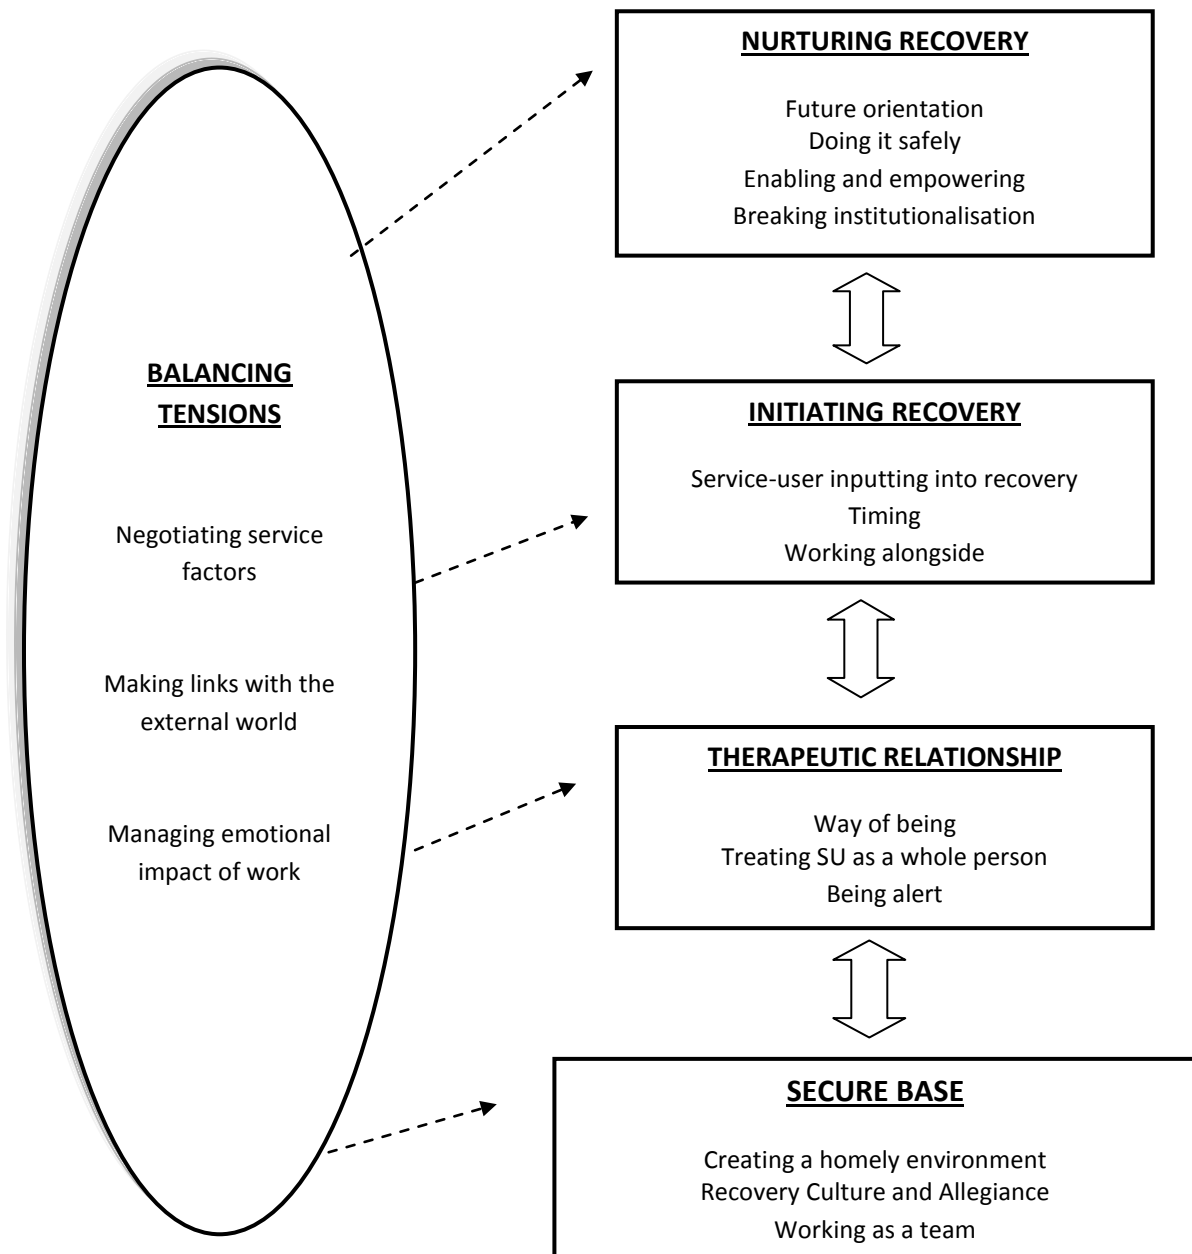 BALANCING
TENSIONS
Negotiating service
factors
Making links with the
external world
Managing emotional
impact of work
NURTURING RECOVERY
Future orientation
Doing it safely
Enabling and empowering
Breaking institutionalisation
INITIATING RECOVERY
Service-user inputting into recovery
Timing
Working alongside
THERAPEUTIC RELATIONSHIP
Way of being
Treating SU as a whole person
Being alert
SECURE BASE
Creating a homely environment
Recovery Culture and Allegiance
Working as a team